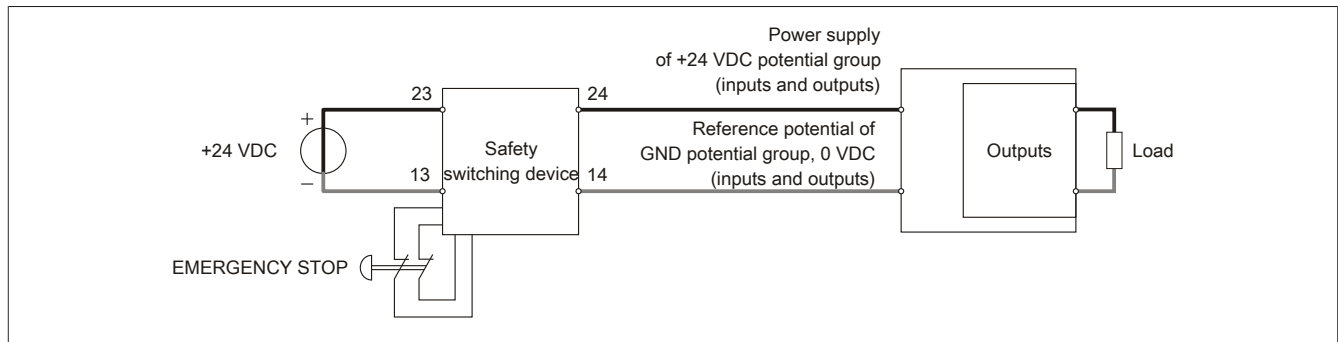 Power supply
of +24 VDC potential group
(inputs and outputs)
23
24
+
+24 VDC
−
Safety
switching device
Reference potential of
GND potential group, 0 VDC
(inputs and outputs)
Outputs
Load
13
14
EMERGENCY STOP